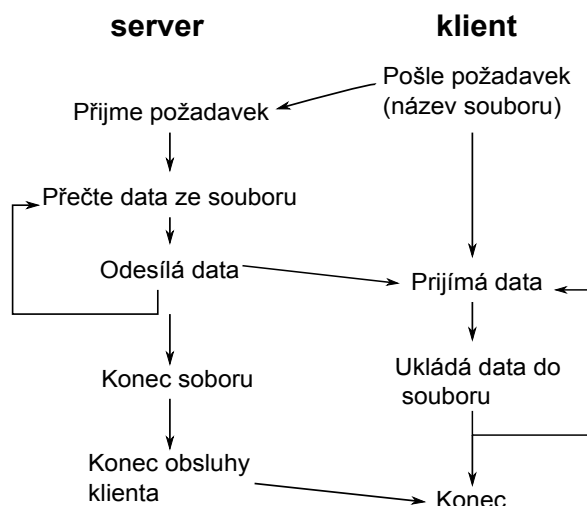 server
klient
Pošle požadavek
(název souboru)
Přijme požadavek
Přečte data ze souboru
Odesílá data
Prijímá data
Ukládá data do
souboru
Konec soboru
Konec obsluhy
klienta
Konec